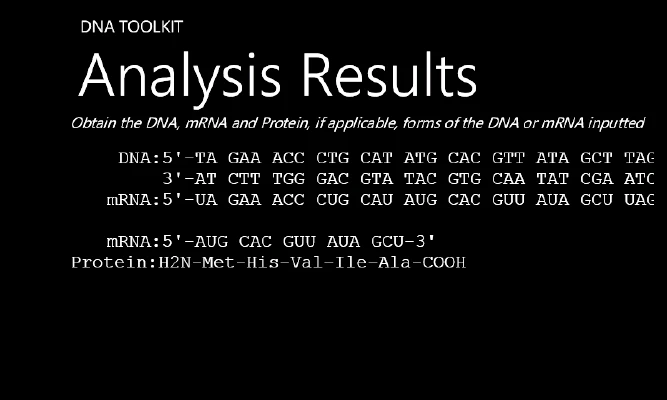 DNA TOOLKIT
Analysis Results
Obtain the DNA, mRNA and Protein, if applicable, forms of the DNA or mRNA inputted
DNA:5'-TA GAA ACC CTG CAT ATG CAC GTT ATA GCT TAG
3'-AT CTT TGG GAC GTA TAC GTG CAA TAT CGA ATC
mRNA:5'-UA GAA ACC CUG CAU AUG CAC GUU AUA GCU UAG
mRNA:5'-AUG CAC GUU AUA GCU-3'
Protein:H2N-Met-His-Val-Ile-Ala-COOH